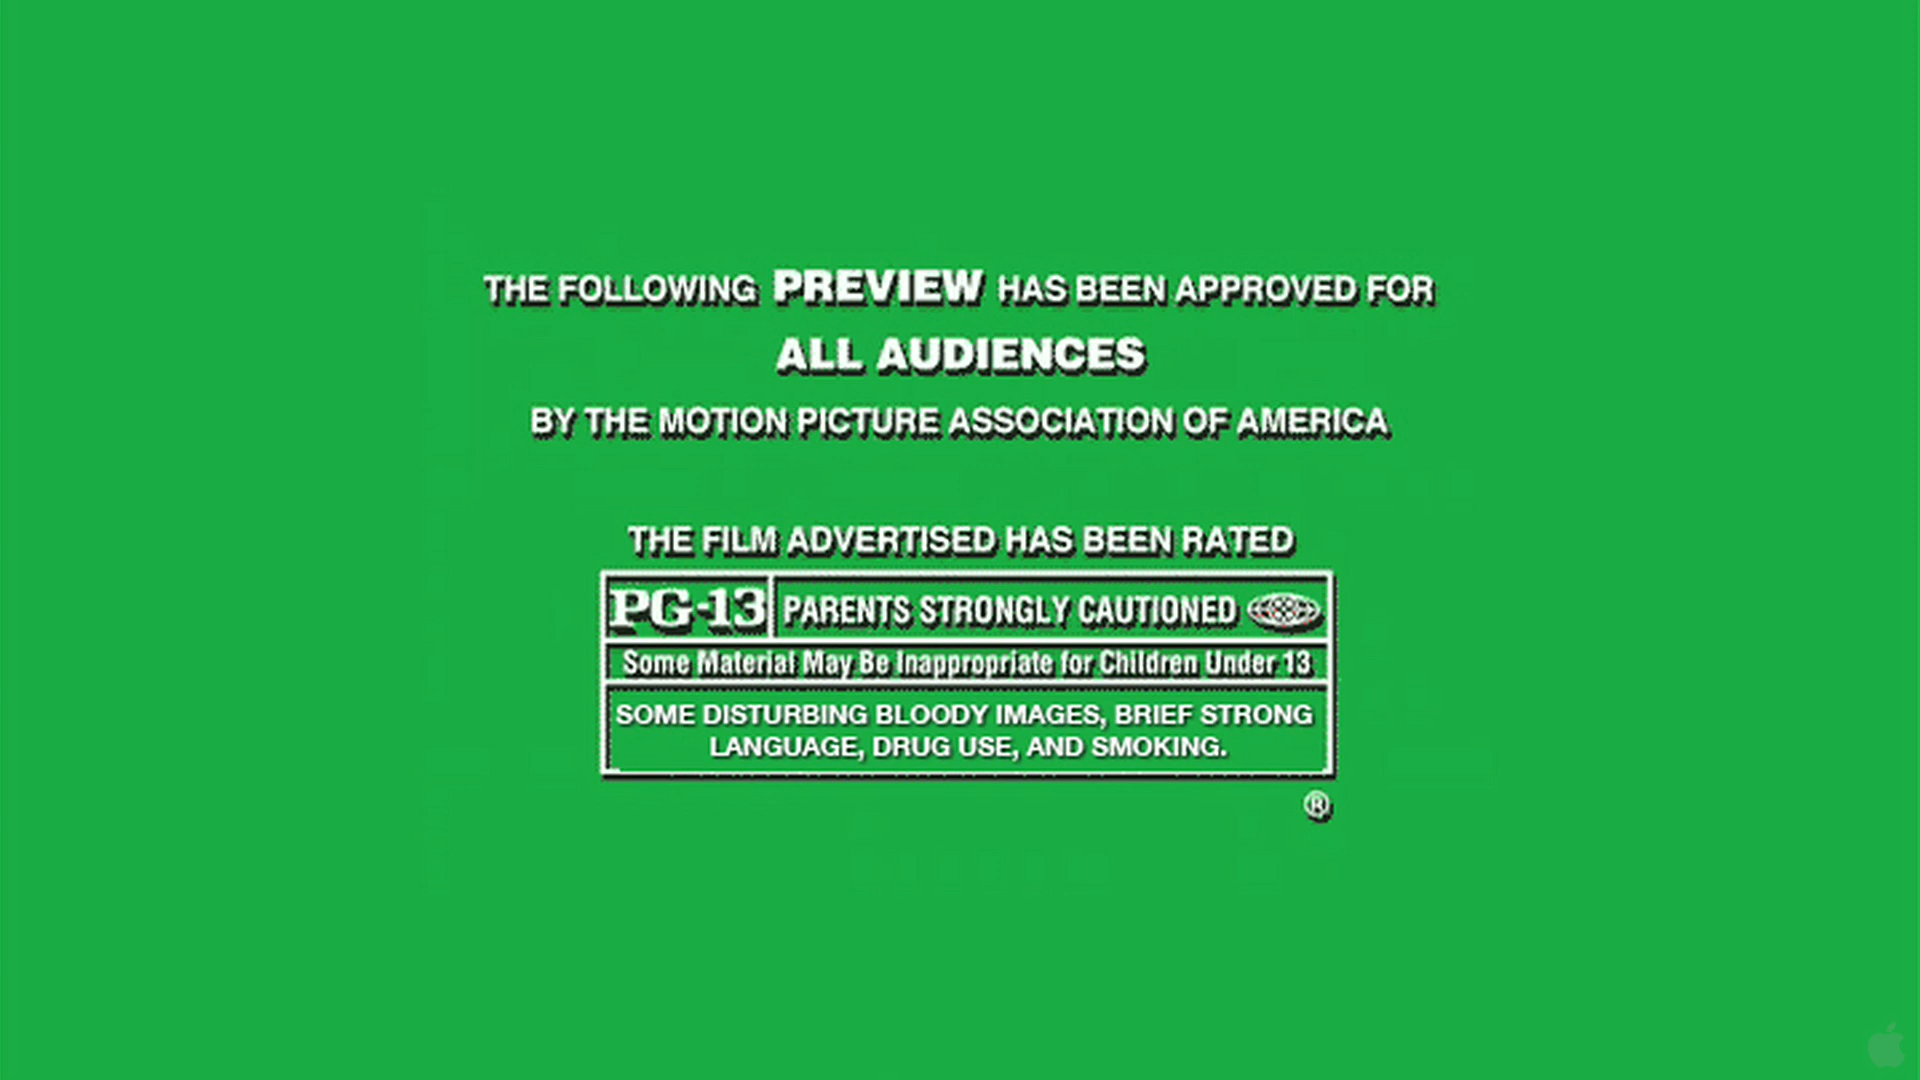 THE FOLLOWING PREVIEW HAS BEEN APPROVED FOR
ALL AUDIENCES
BY THE MOTION PICTURE ASSOCIATION OF AMERICA
THE FILM ADVERTISED HAS BEEN RATED
PG-13 PARENTS STRONGLY CAUTIONED
Some Material May Be Inappropriate for Children Under 13
SOME DISTURBING BLOODY IMAGES, BRIEF STRONG
LANGUAGE, DRUG USE, AND SMOKING.
®